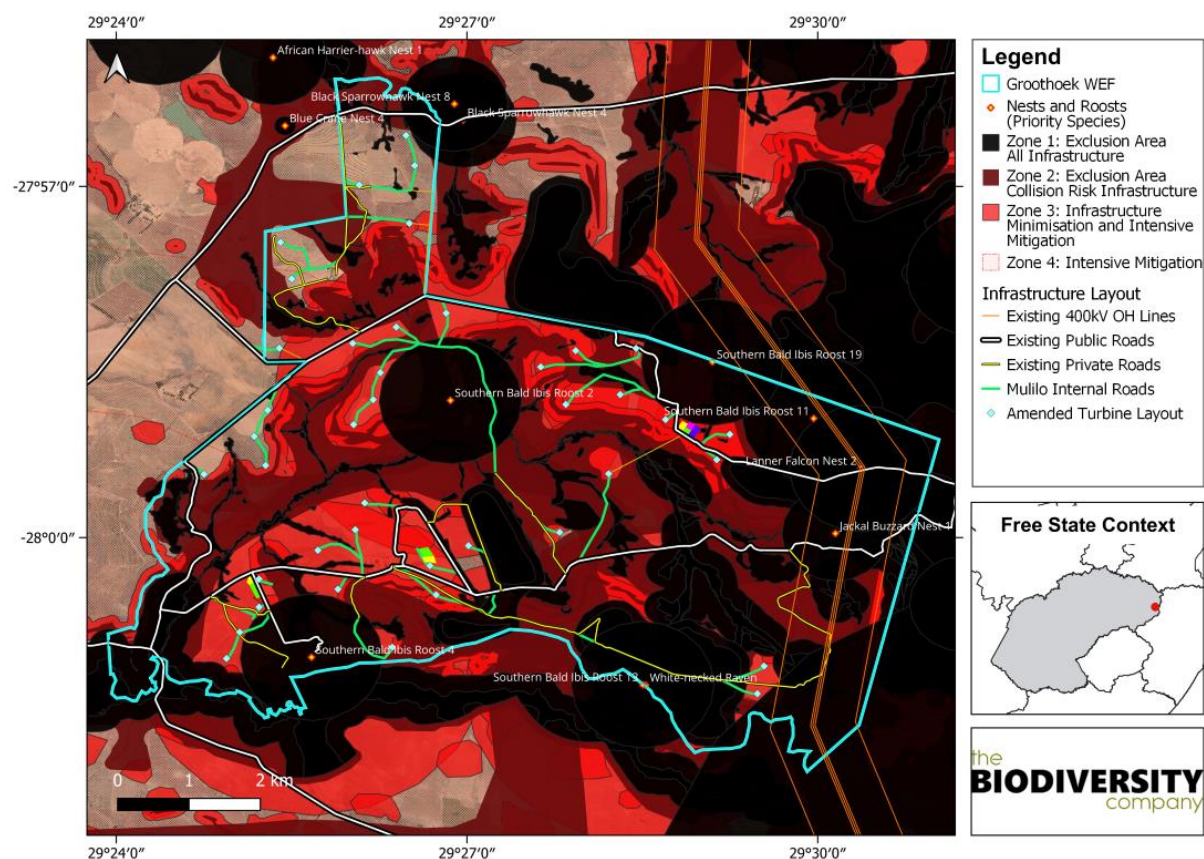 29°24′0″
29°27′0″
29°30′0″
African Harrier-hawk Nest 1
Black Sparrowhawk Nest 8
Black Sparrowhawk Nest 4
Blue Crane Nest 4
-27°57′0″
Southern Bald Ibis Roost 19
Southern Bald Ibis Roost 2
Southern Bald Ibis Roost 11
Lanner Falcon Nest 2
Jackal Buzzard Nest 1
-28°0′0″
Southern Bald Ibis Roost 4
Southern Bald Ibis Roost 13
White-necked Raven
0 1 2 km
29°24′0″
29°27′0″
29°30′0″
Legend
Groothoek WEF
Nests and Roosts
(Priority Species)
Zone 1: Exclusion Area
All Infrastructure
Zone 2: Exclusion Area
Collision Risk Infrastructure
Zone 3: Infrastructure
Minimisation and Intensive
Mitigation
Zone 4: Intensive Mitigation
Infrastructure Layout
Existing 400kV OH Lines
Existing Public Roads
Existing Private Roads
Mulilo Internal Roads
Amended Turbine Layout
Free State Context
the
BIODIVERSITY
company